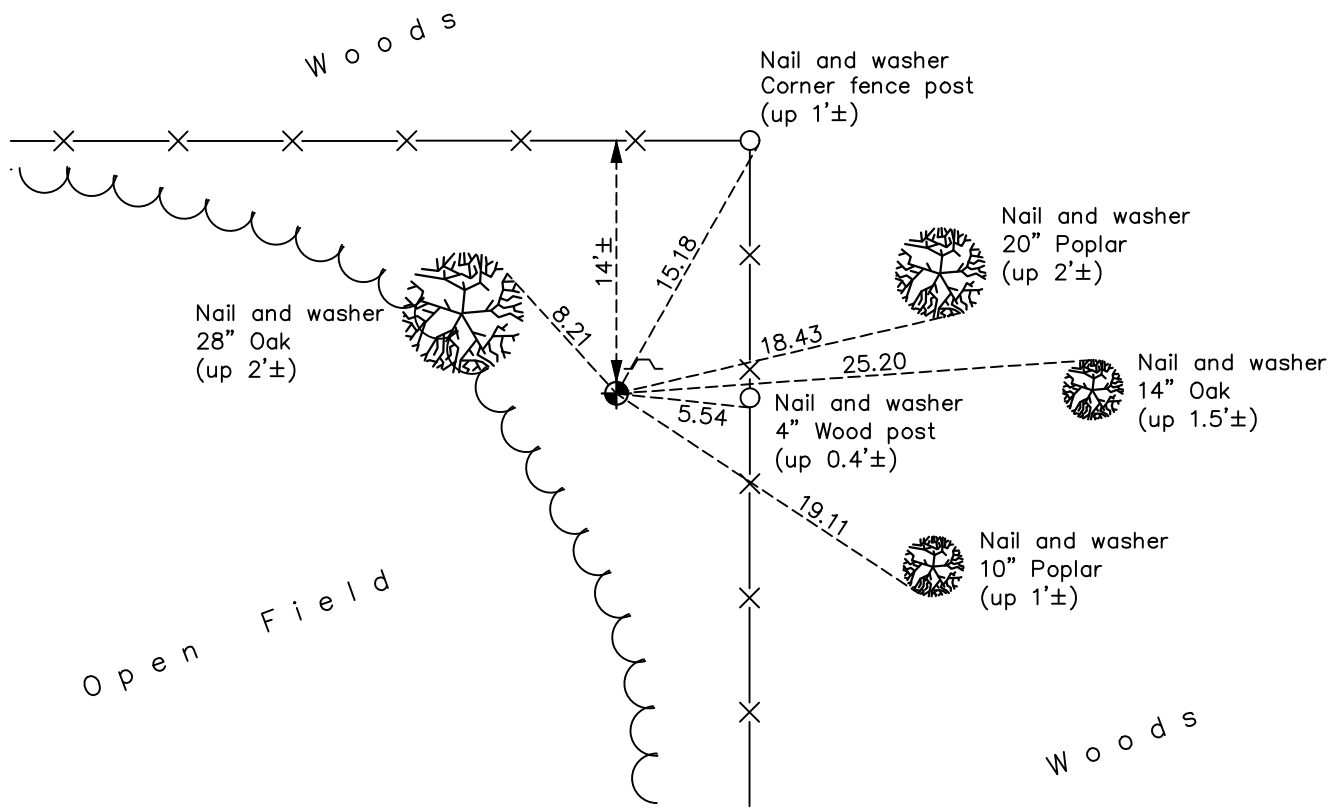 Woods
Nail and washer
Corner fence post
(up 1'±)
14'±
15.18
Nail and washer
20" Poplar
(up 2'±)
Nail and washer
28" Oak
(up 2'±)
8.21
18.43
25.20
Nail and washer
14" Oak
(up 1.5'±)
5.54
Nail and washer
4" Wood post
(up 0.4'±)
19.11
Nail and washer
10" Poplar
(up 1'±)
Open Field
Woods